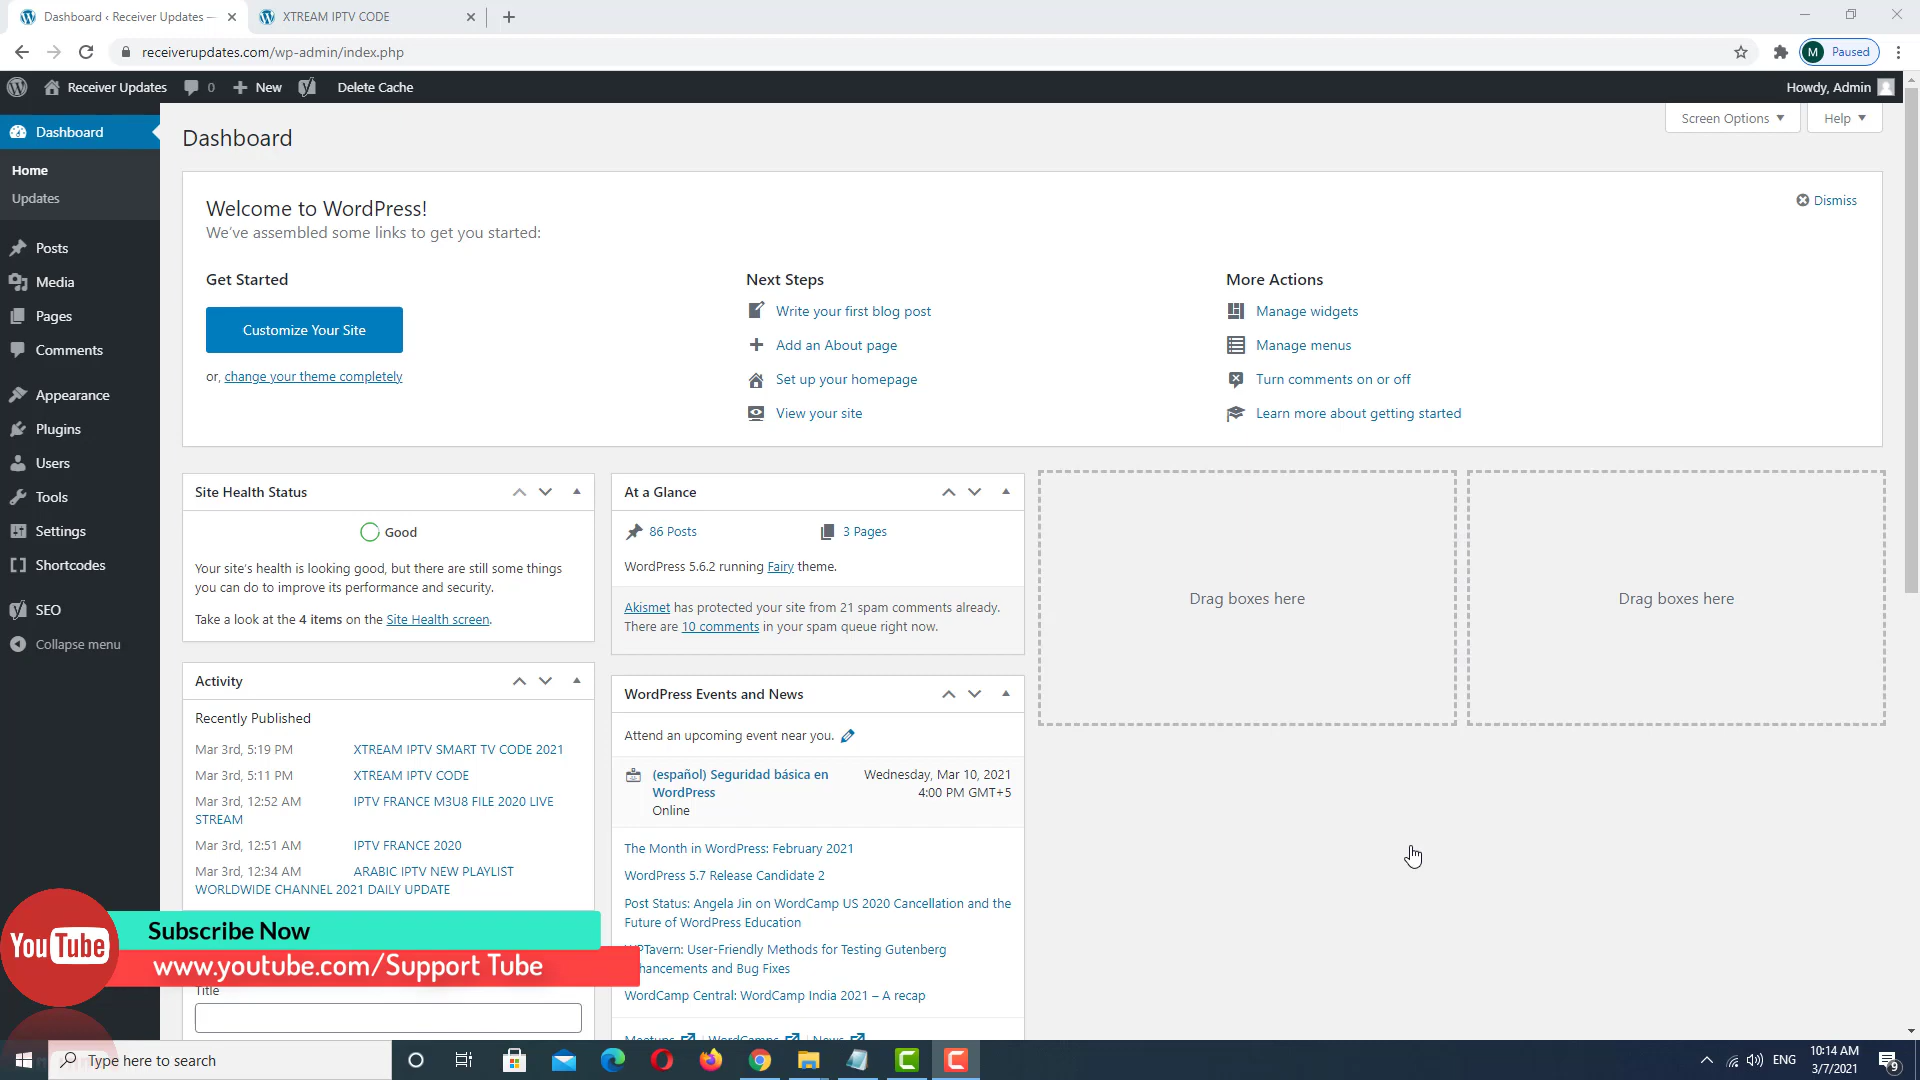 Dashboard ‹ Receiver Updates —
XTREAM IPTV CODE
receiverupdates.com/wp-admin/index.php
M Paused
Receiver Updates
0
New
Delete Cache
Howdy, Admin
Dashboard
Home
Updates
Posts
Media
Pages
Comments
Appearance
Plugins
Users
Tools
Settings
Shortcodes
SEO
Collapse menu
Dashboard
Screen Options
Help
Welcome to WordPress!
We've assembled some links to get you started:
Dismiss
Get Started
Customize Your Site
or, change your theme completely
Next Steps
Write your first blog post
Add an About page
Set up your homepage
View your site
More Actions
Manage widgets
Manage menus
Turn comments on or off
Learn more about getting started
Site Health Status
Good
Your site's health is looking good, but there are still some things
you can do to improve its performance and security.
Take a look at the 4 items on the Site Health screen.
Activity
Recently Published
Mar 3rd, 5:19 PM XTREAM IPTV SMART TV CODE 2021
Mar 3rd, 5:11 PM XTREAM IPTV CODE
Mar 3rd, 12:52 AM IPTV FRANCE M3U8 FILE 2020 LIVE
STREAM
Mar 3rd, 12:51 AM IPTV FRANCE 2020
Mar 3rd, 12:34 AM ARABIC IPTV NEW PLAYLIST
WORLDWIDE CHANNEL 2021 DAILY UPDATE
Title
At a Glance
86 Posts
3 Pages
WordPress 5.6.2 running Fairy theme.
Akismet has protected your site from 21 spam comments already.
There are 10 comments in your spam queue right now.
WordPress Events and News
Attend an upcoming event near you.
(español) Seguridad básica en
WordPress
Online
Wednesday, Mar 10, 2021
4:00 PM GMT+5
The Month in WordPress: February 2021
WordPress 5.7 Release Candidate 2
Post Status: Angela Jin on WordCamp US 2020 Cancellation and the
Future of WordPress Education
WPTavern: User-Friendly Methods for Testing Gutenberg
hancements and Bug Fixes
WordCamp Central: WordCamp India 2021 – A recap
Meetups | WordCamps | News
Drag boxes here
Drag boxes here
YouTube
Subscribe Now
www.youtube.com/Support Tube
Type here to search
ENG
10:14 AM
3/7/2021
9